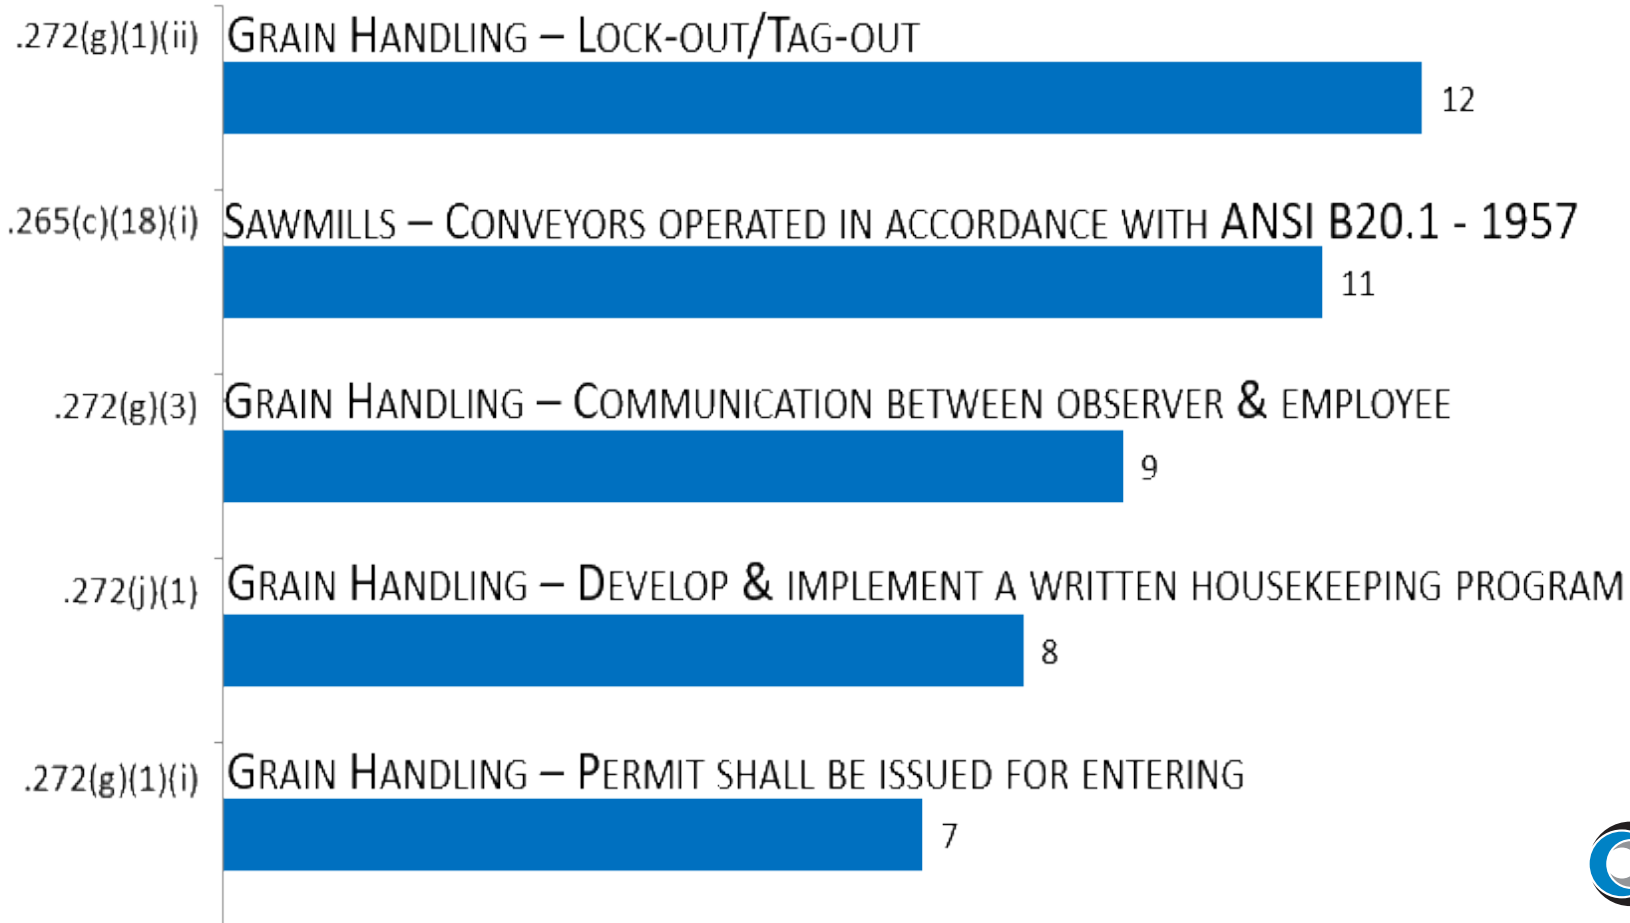 .272(g)(1)(ii) Grain Handling – Lock-out/Tag-out
12
.265(c)(18)(i) Sawmills – Conveyors operated in accordance with ANSI B20.1 - 1957
11
.272(g)(3) Grain Handling – Communication between observer & employee
9
.272(j)(1) Grain Handling – Develop & implement a written housekeeping program
8
.272(g)(1)(i) Grain Handling – Permit shall be issued for entering
7